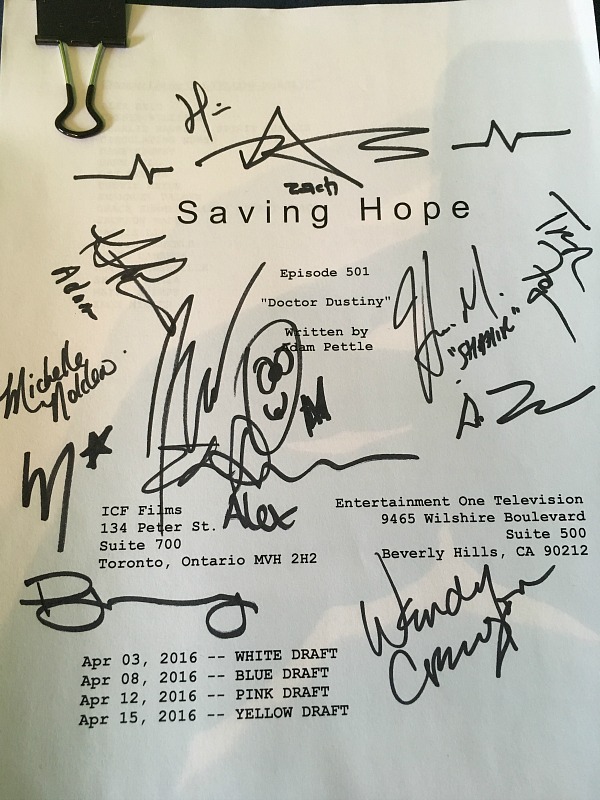 Zach
Saving Hope
Adam
Episode 501
"Doctor Dustiny"
Written by
Adam Pettle
"SHAHIR"
Michelle
Nolden
Alex
ICF Films
134 Peter St.
Suite 700
Toronto, Ontario MVH 2H2
Entertainment One Television
9465 Wilshire Boulevard
Suite 500
Beverly Hills, CA 90212
Wendy
Apr 03, 2016 -- WHITE DRAFT
Apr 08, 2016 -- BLUE DRAFT
Apr 12, 2016 -- PINK DRAFT
Apr 15, 2016 -- YELLOW DRAFT